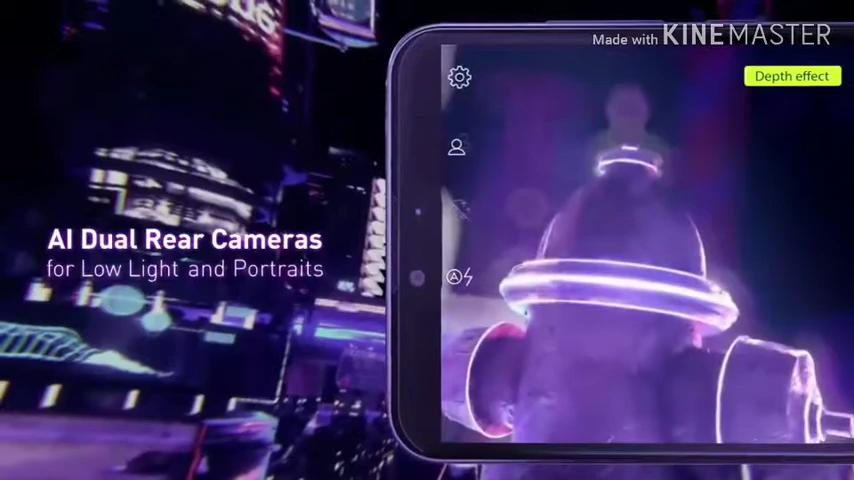 Made with KINEMASTER
Depth effect
AI Dual Rear Cameras
for Low Light and Portraits